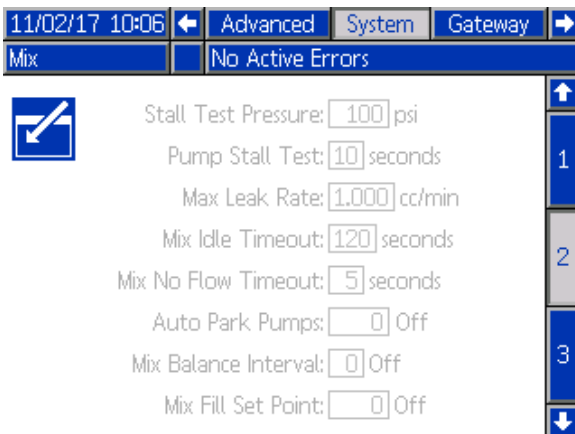 11/02/17 10:06 Advanced System Gateway
Mix No Active Errors
Stall Test Pressure: 100 psi
Pump Stall Test: 10 seconds
Max Leak Rate: 1.000 cc/min
Mix Idle Timeout: 120 seconds
Mix No Flow Timeout: 5 seconds
Auto Park Pumps: 0 Off
Mix Balance Interval: 0 Off
Mix Fill Set Point: 0 Off
1
2
3